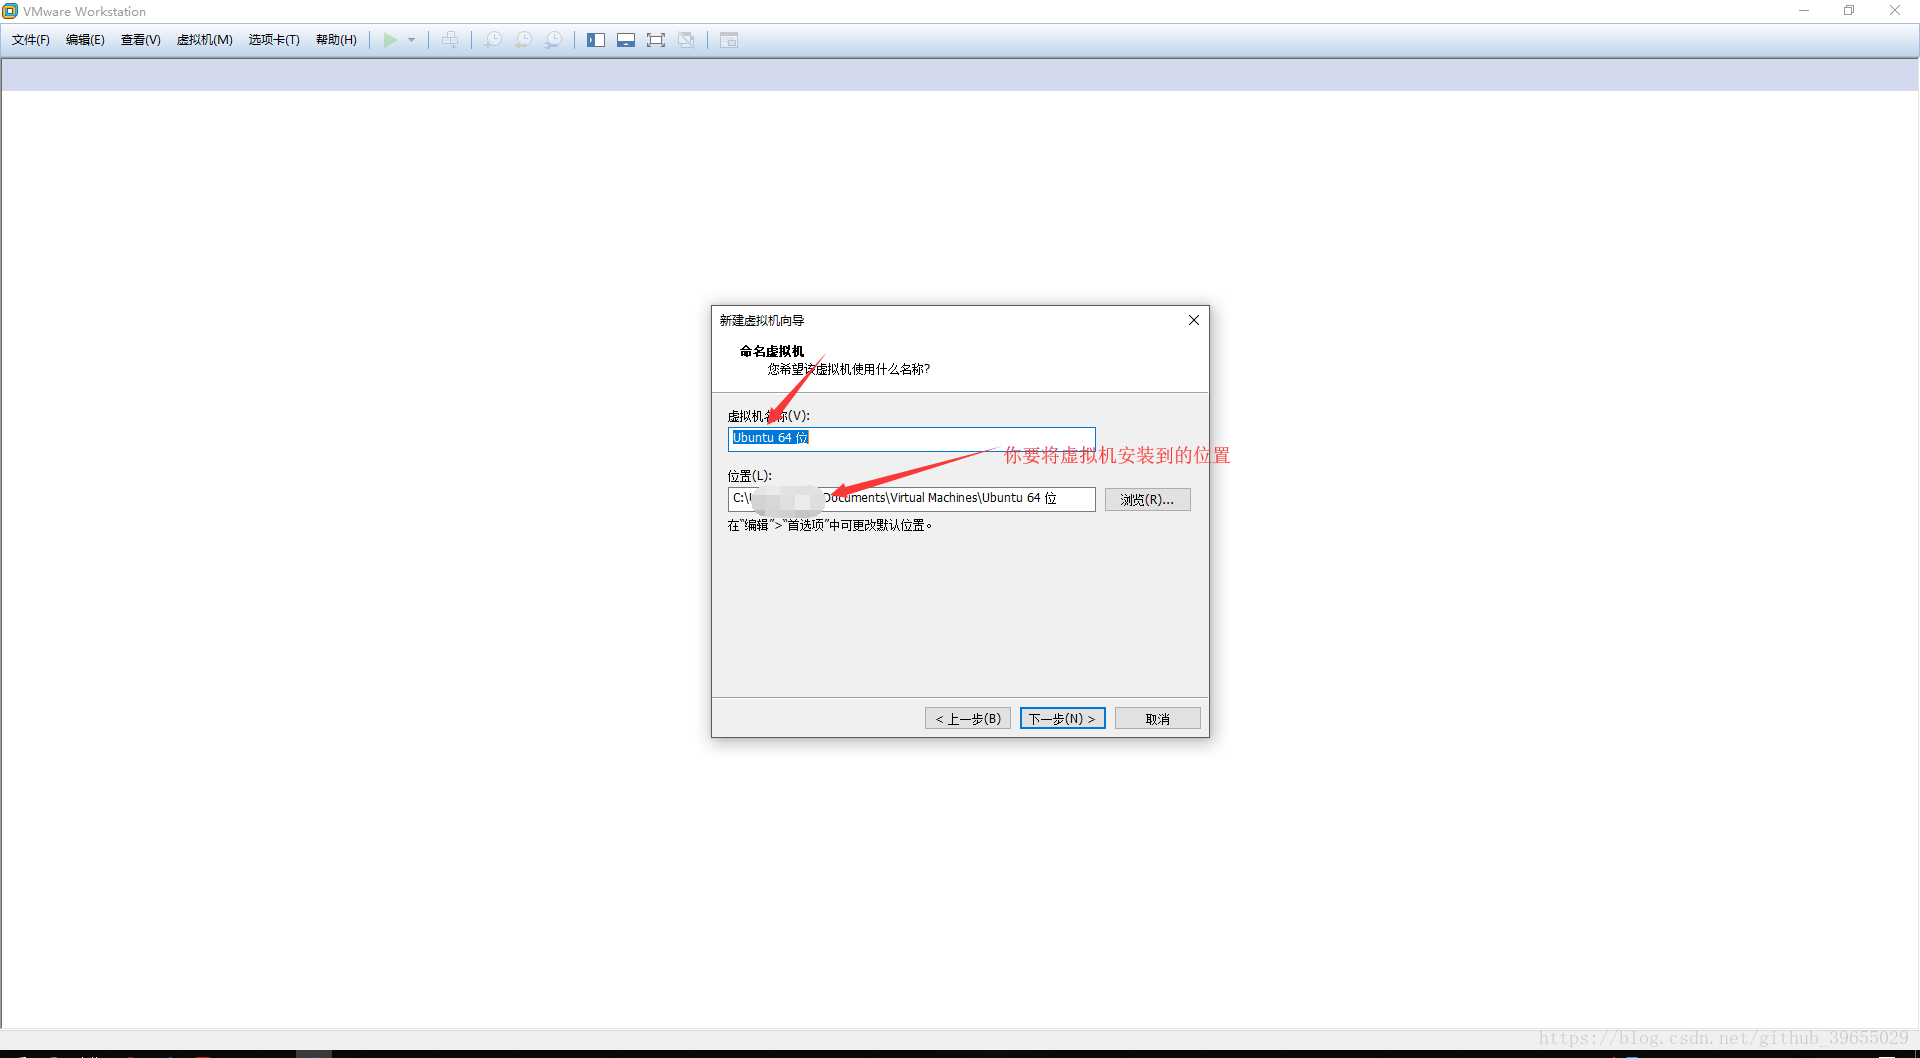 VMware Workstation
文件(F) 编辑(E) 查看(V) 虚拟机(M) 选项卡(T) 帮助(H)
新建虚拟机向导
命名虚拟机
您希望该虚拟机使用什么名称?
虚拟机名称(V):
Ubuntu 64 位
你要将虚拟机安装到的位置
位置(L):
C:\ Documents\Virtual Machines\Ubuntu 64 位
浏览(R)...
在“编辑”>“首选项”中可更改默认位置。
< 上一步(B) 下一步(N) > 取消
https://blog.csdn.net/github_39655029